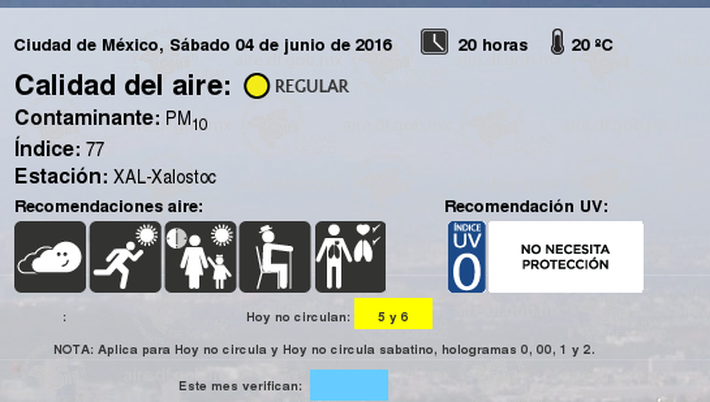 Ciudad de México, Sábado 04 de junio de 2016 20 horas 20 ºC
Calidad del aire: REGULAR
Contaminante: PM10
Índice: 77
Estación: XAL-Xalostoc
Recomendaciones aire: Recomendación UV:
ÍNDICE
UV
0
NO NECESITA
PROTECCIÓN
: Hoy no circulan: 5 y 6
NOTA: Aplica para Hoy no circula y Hoy no circula sabatino, hologramas 0, 00, 1 y 2.
Este mes verifican: